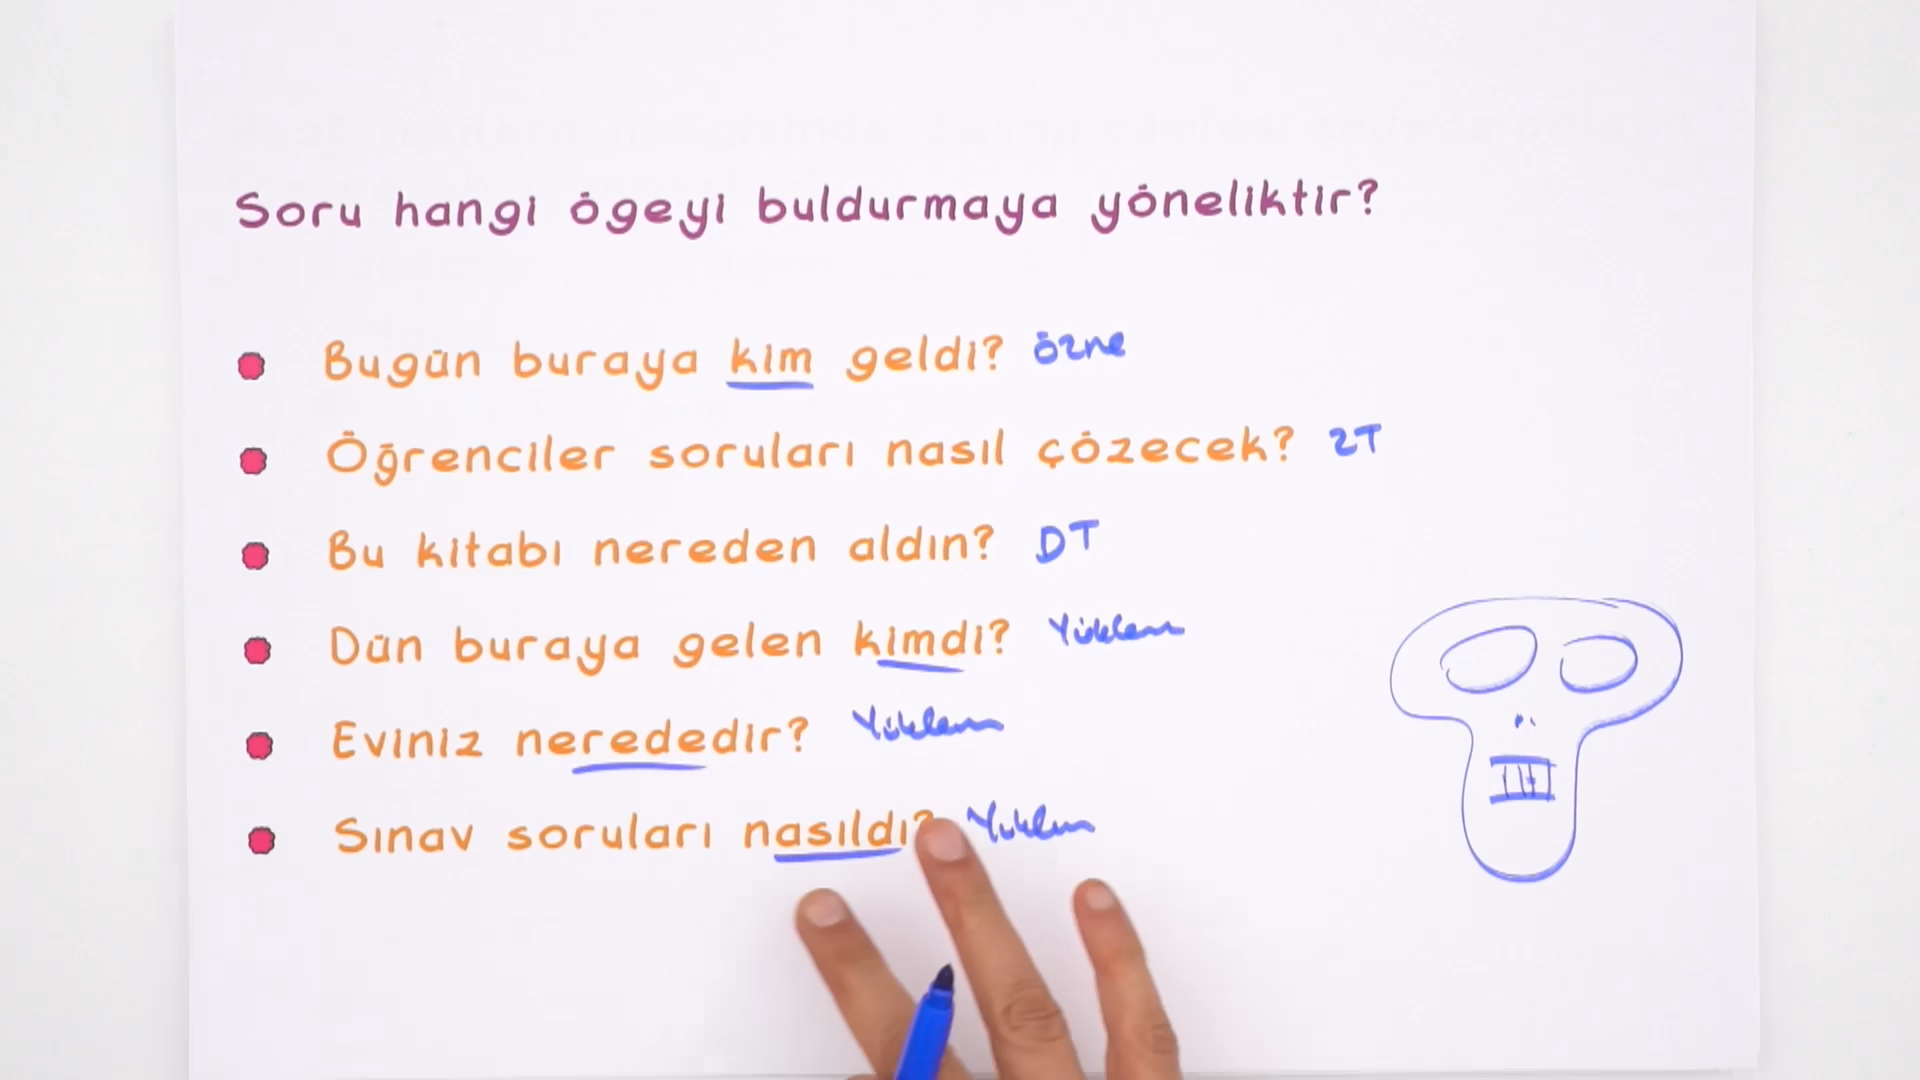 Soru hangi ögeyi buldurmaya yöneliktir?
Bugün buraya kim geldi? özne
Öğrenciler soruları nasıl çözecek? ZT
Bu kitabı nereden aldın? DT
Dün buraya gelen kimdi? Yüklem
Eviniz nerededir? Yüklem
Sınav soruları nasıldı? Yüklem